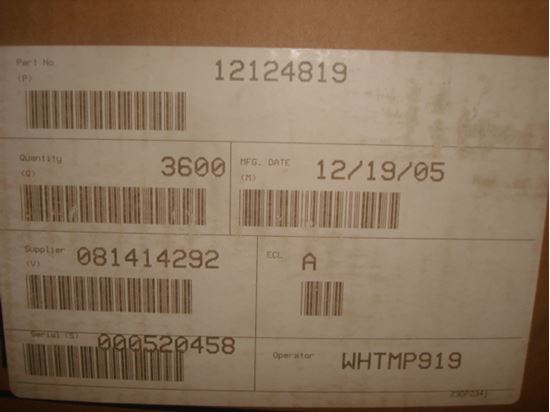 Part No 12124819
(P)
Quantity 3600
(Q)
MFG. DATE 12/19/05
(M)
Supplier 081414292
(V)
ECL A
Serial (S) 000520458
Operator WHTMP919